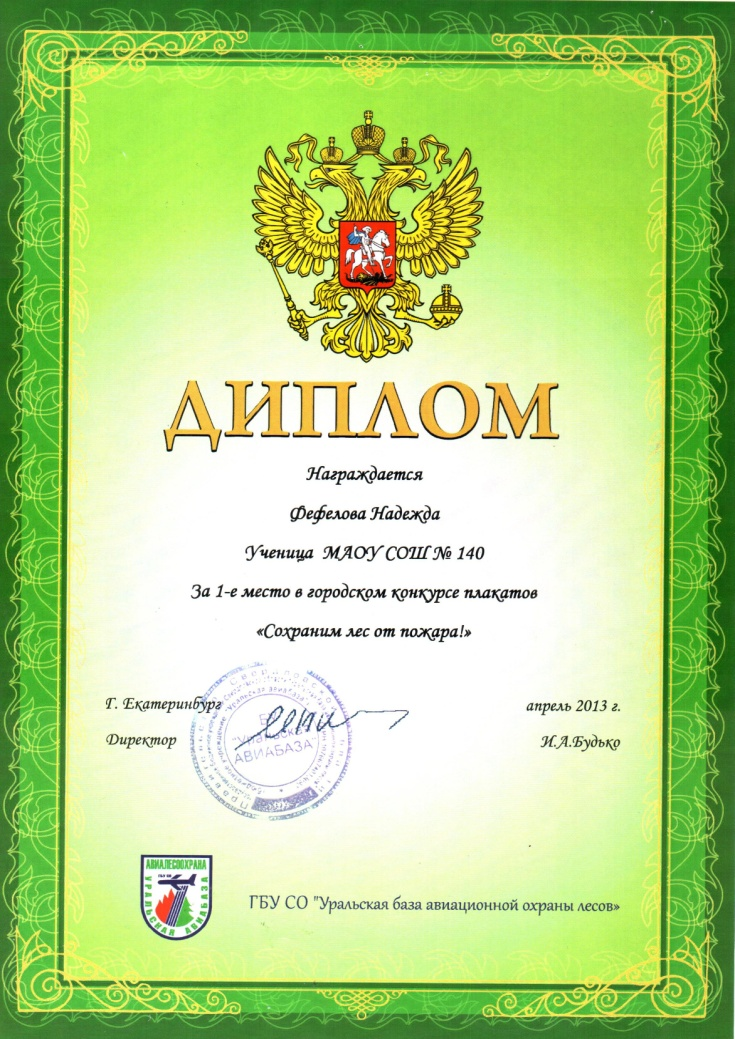 ДИПЛОМ
Награждается
Фефелова Надежда
Ученица МАОУ СОШ № 140
За 1-е место в городском конкурсе плакатов
«Сохраним лес от пожара!»
Г. Екатеринбург
апрель 2013 г.
Директор
И.А.Будько
"Уральская
АВИАБАЗА"
АВИАЛЕСООХРАНА
УРАЛЬСКАЯ АВИАБАЗА
ГБУ СО "Уральская база авиационной охраны лесов»